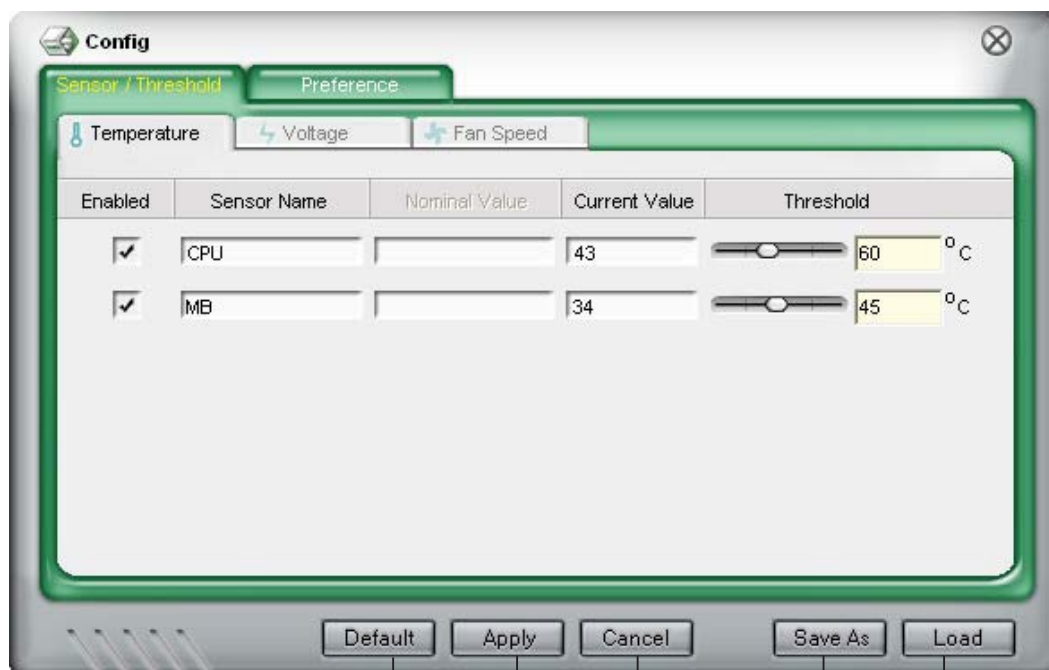 Config
Sensor / Threshold Preference
Temperature Voltage Fan Speed
Enabled Sensor Name Nominal Value Current Value Threshold
CPU 43 60 °C
MB 34 45 °C
Default Apply Cancel Save As Load